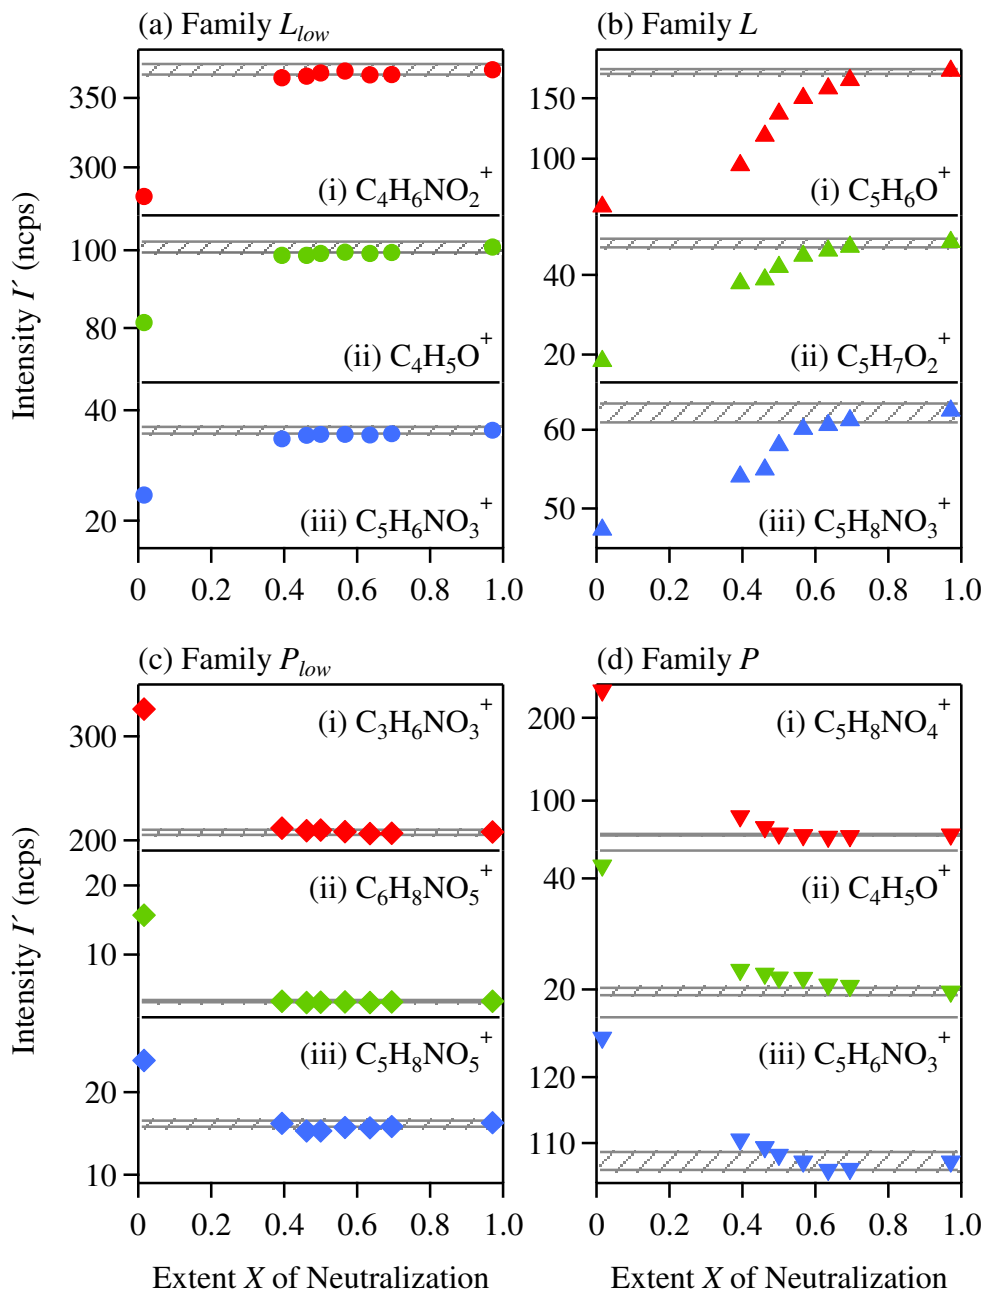 (a) Family L_low
(b) Family L
Intensity I′ (ncps)
350
300
(i) C₄H₆NO₂⁺
100
80
(ii) C₄H₅O⁺
40
20
(iii) C₅H₆NO₃⁺
0 0.2 0.4 0.6 0.8 1.0
150
100
(i) C₅H₆O⁺
40
20
(ii) C₅H₇O₂⁺
60
50
(iii) C₅H₈NO₃⁺
0 0.2 0.4 0.6 0.8 1.0
(c) Family P_low
(d) Family P
Intensity I′ (ncps)
300
200
(i) C₃H₆NO₃⁺
20
10
(ii) C₆H₈NO₅⁺
20
10
(iii) C₅H₈NO₅⁺
0 0.2 0.4 0.6 0.8 1.0
Extent X of Neutralization
200
100
(i) C₅H₈NO₄⁺
40
20
(ii) C₄H₅O⁺
120
110
(iii) C₅H₆NO₃⁺
0 0.2 0.4 0.6 0.8 1.0
Extent X of Neutralization